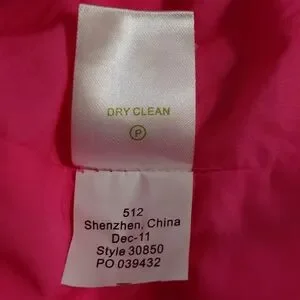 DRY CLEAN
P
512
Shenzhen, China
Dec-11
Style 30850
PO 039432